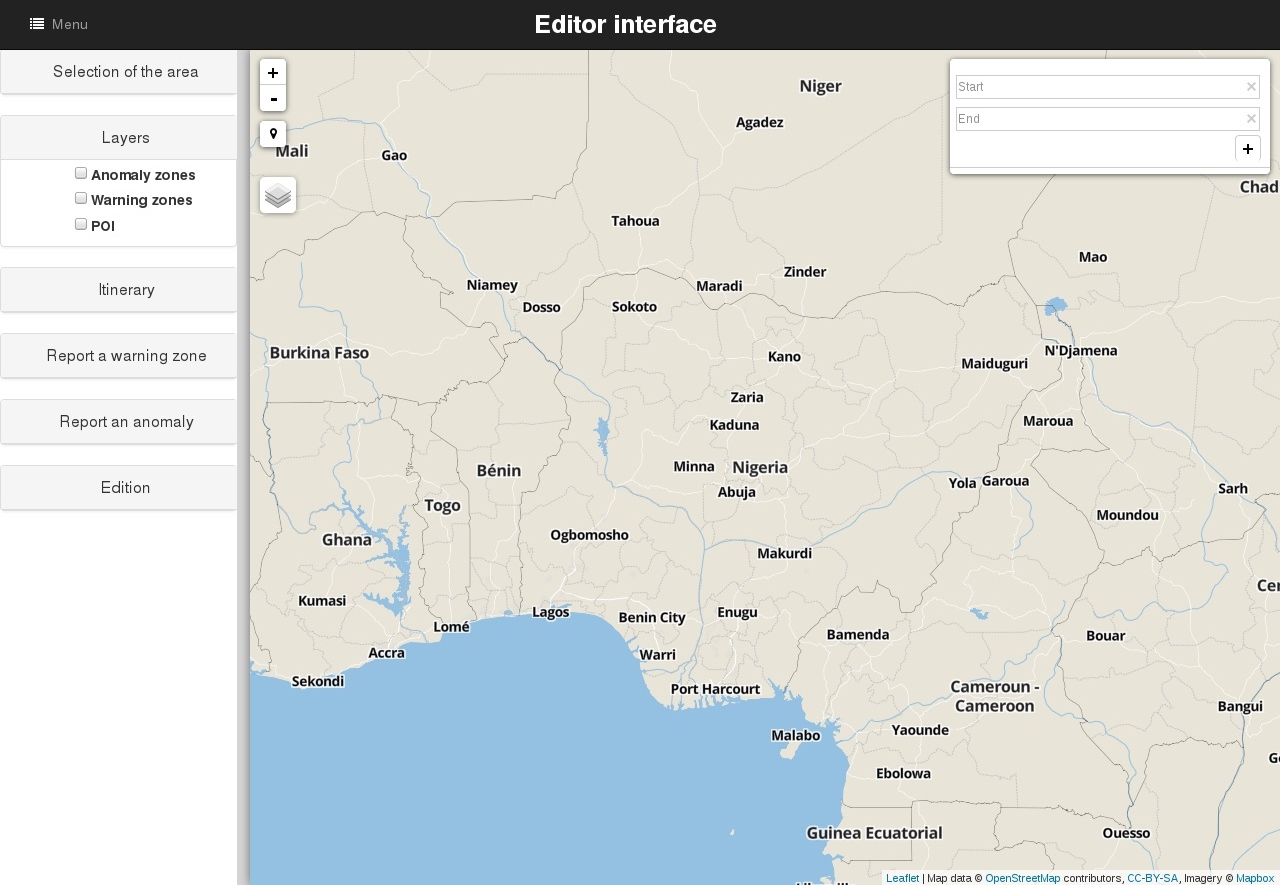 Menu
Editor interface
Selection of the area
Layers
Anomaly zones
Warning zones
POI
Itinerary
Report a warning zone
Report an anomaly
Edition
+
-
Start ×
End ×
+
Niger
Agadez
Mali
Gao
Chad
Tahoua
Mao
Zinder
Niamey
Maradi
Dosso
Sokoto
Burkina Faso
Kano
N'Djamena
Maiduguri
Zaria
Kaduna
Maroua
Bénin
Minna
Nigeria
Abuja
Yola
Garoua
Sarh
Togo
Moundou
Ghana
Ogbomosho
Makurdi
Kumasi
Lagos
Benin City
Enugu
Lomé
Bamenda
Bouar
Accra
Warri
Sekondi
Port Harcourt
Cameroun -
Cameroon
Bangui
Malabo
Yaounde
Ebolowa
Guinea Ecuatorial
Ouesso
Leaflet | Map data © OpenStreetMap contributors, CC-BY-SA, Imagery © Mapbox